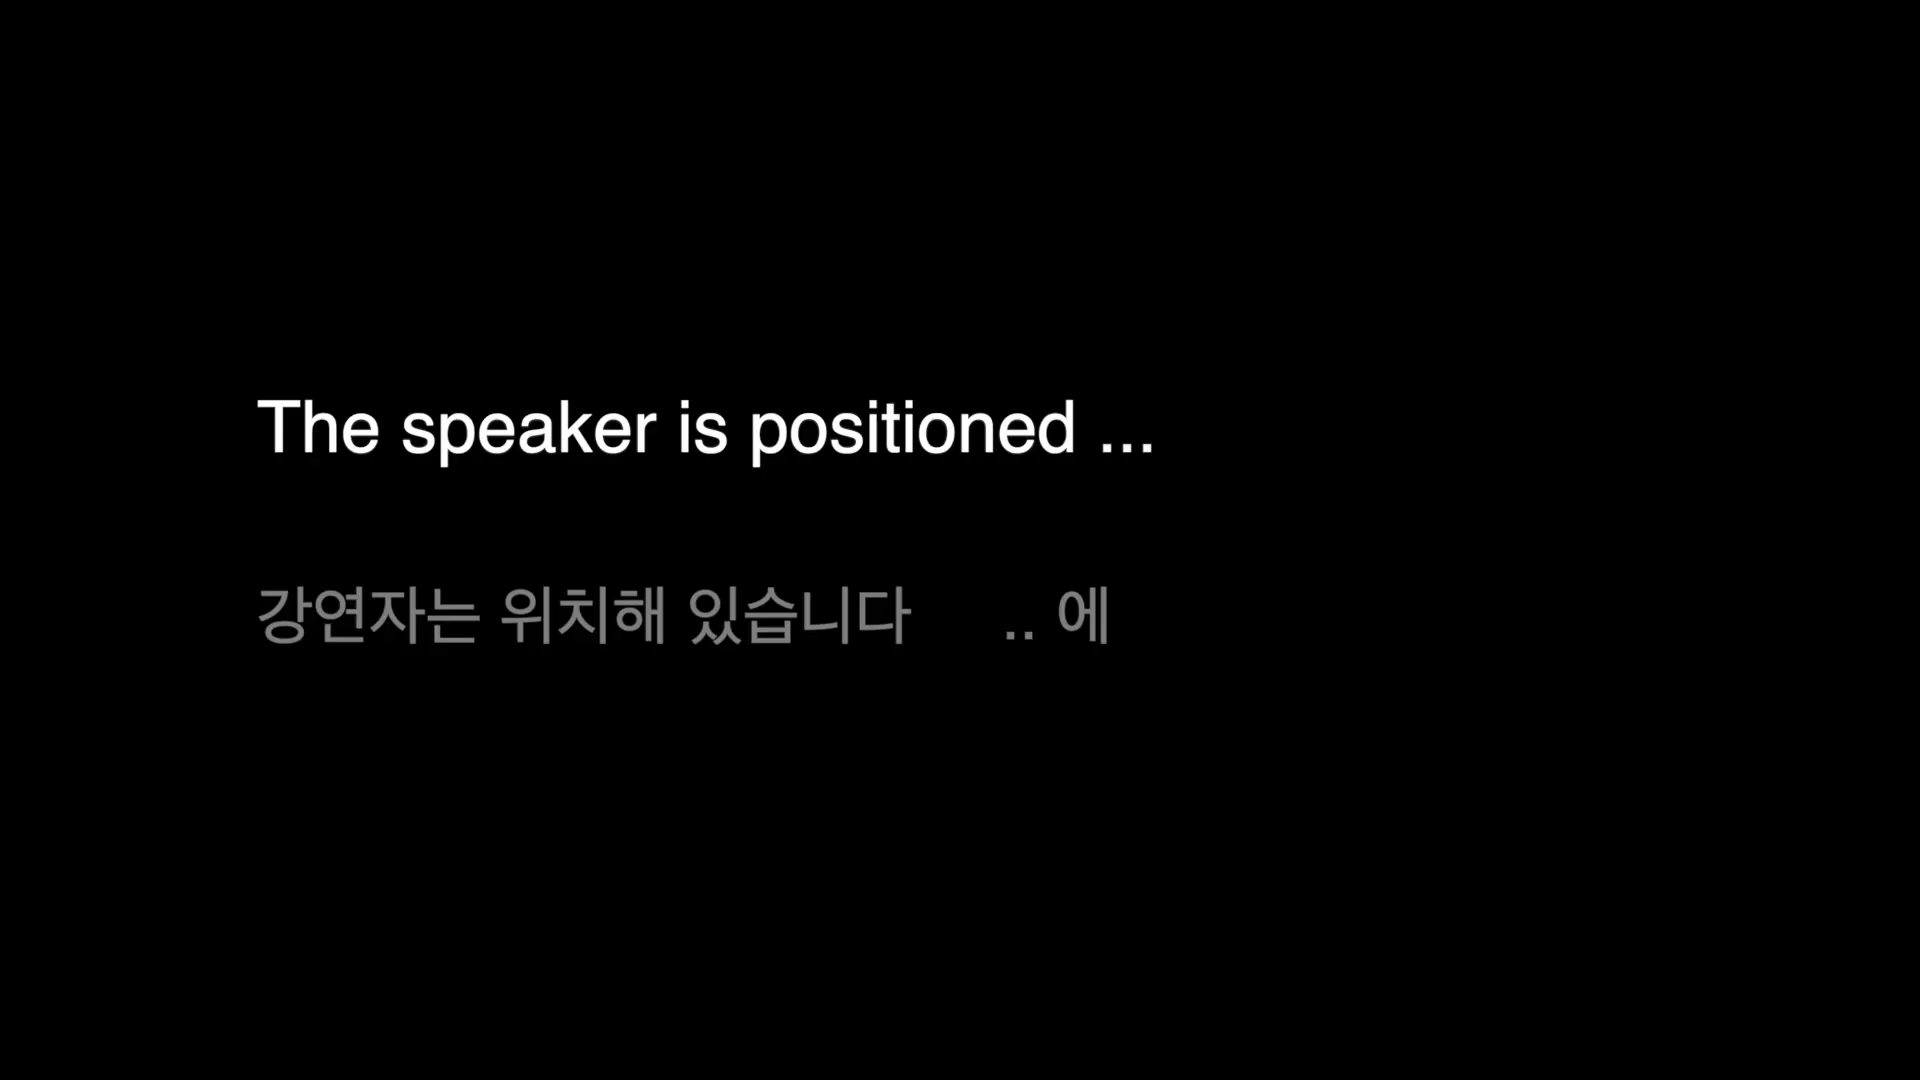 The speaker is positioned ...
강연자는 위치해 있습니다 .. 에